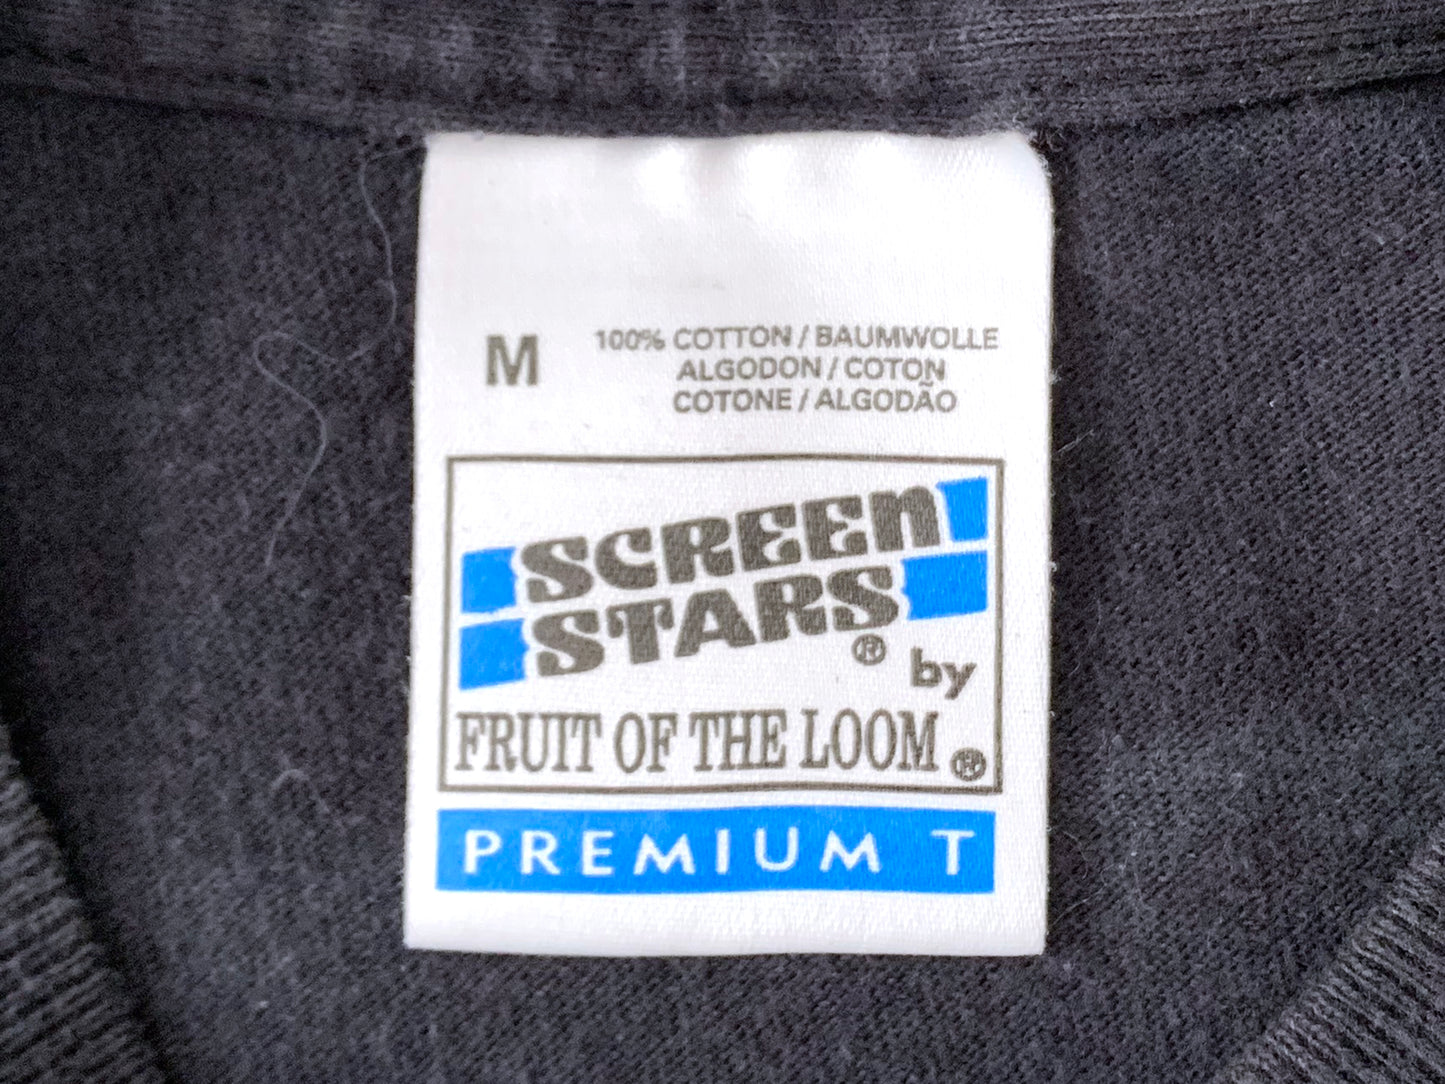 M 100% COTTON / BAUMWOLLE
ALGODON / COTON
COTONE / ALGODÃO
SCREEN
STARS® by
FRUIT OF THE LOOM®
PREMIUM T